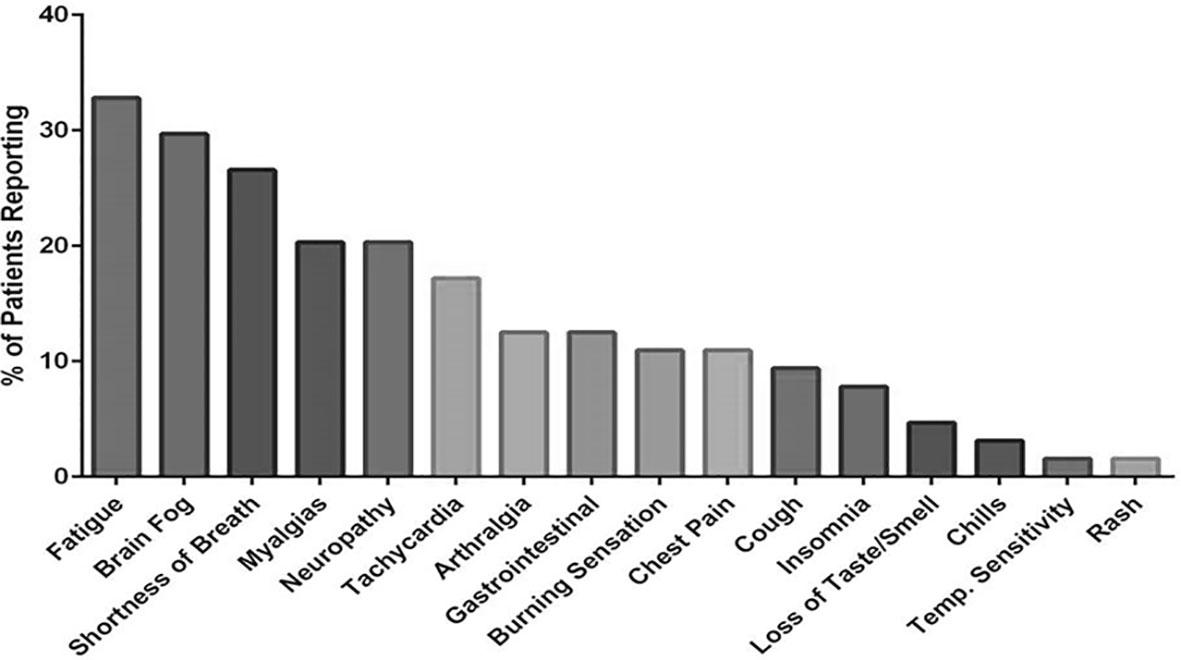 % of Patients Reporting
40
30
20
10
0
Fatigue
Brain Fog
Shortness of Breath
Myalgias
Neuropathy
Tachycardia
Arthralgia
Gastrointestinal
Burning Sensation
Chest Pain
Cough
Insomnia
Loss of Taste/Smell
Chills
Temp. Sensitivity
Rash